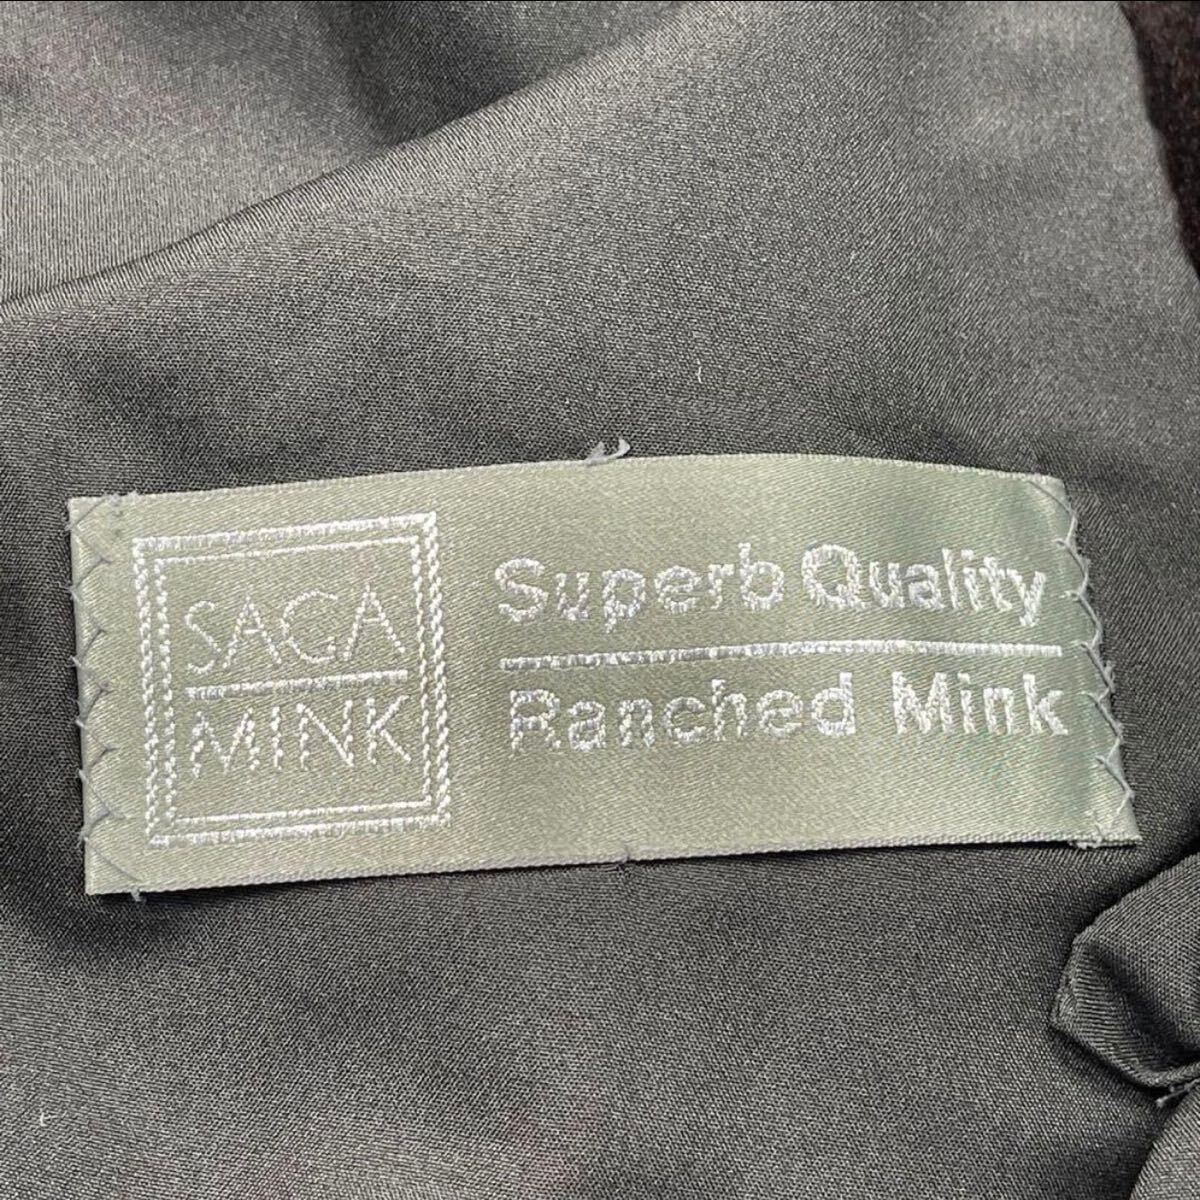 SAGA
MINK
Superb Quality
Ranched Mink